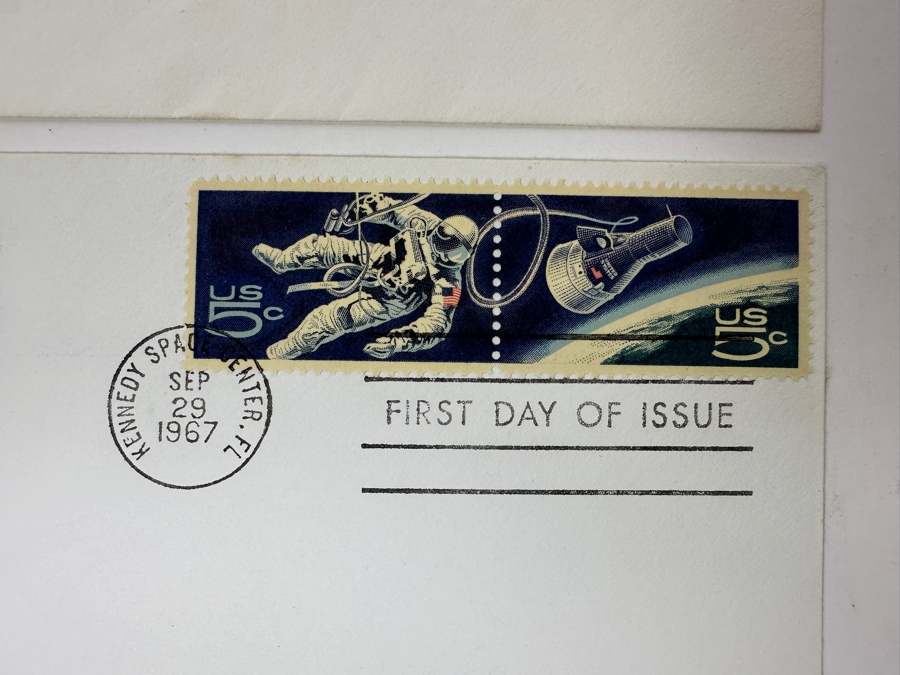 US
5c
US
5c
KENNEDY SPACE CENTER, FL
SEP
29
1967
FIRST DAY OF ISSUE